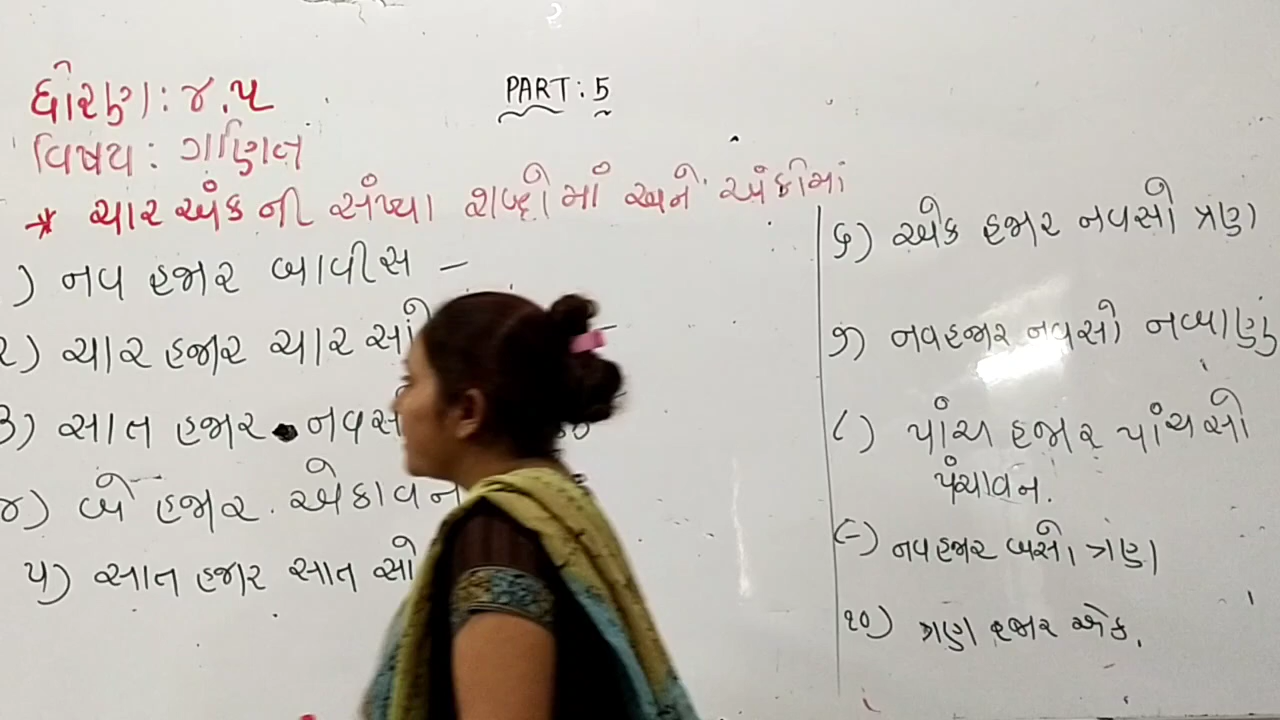 ધોરણ : ૪.૫
PART : 5
વિષય : ગણિત
* ચાર અંક ની સંખ્યા શબ્દોમાં અને અંકોમાં
) નવ હજાર બાવીસ –
૨) ચાર હજાર ચાર સો
૩) સાત હજાર નવસો
૪) બે હજાર. એકાવન
૫) સાત હજાર સાત સો
૬) એક હજાર નવસો ત્રણ
૭) નવહજાર નવસો નવ્વાણું
૮) પાંચ હજાર પાંચસો
પંચાવન.
૯) નવહજાર બસો ત્રણ
૧૦) ત્રણ હજાર એક.